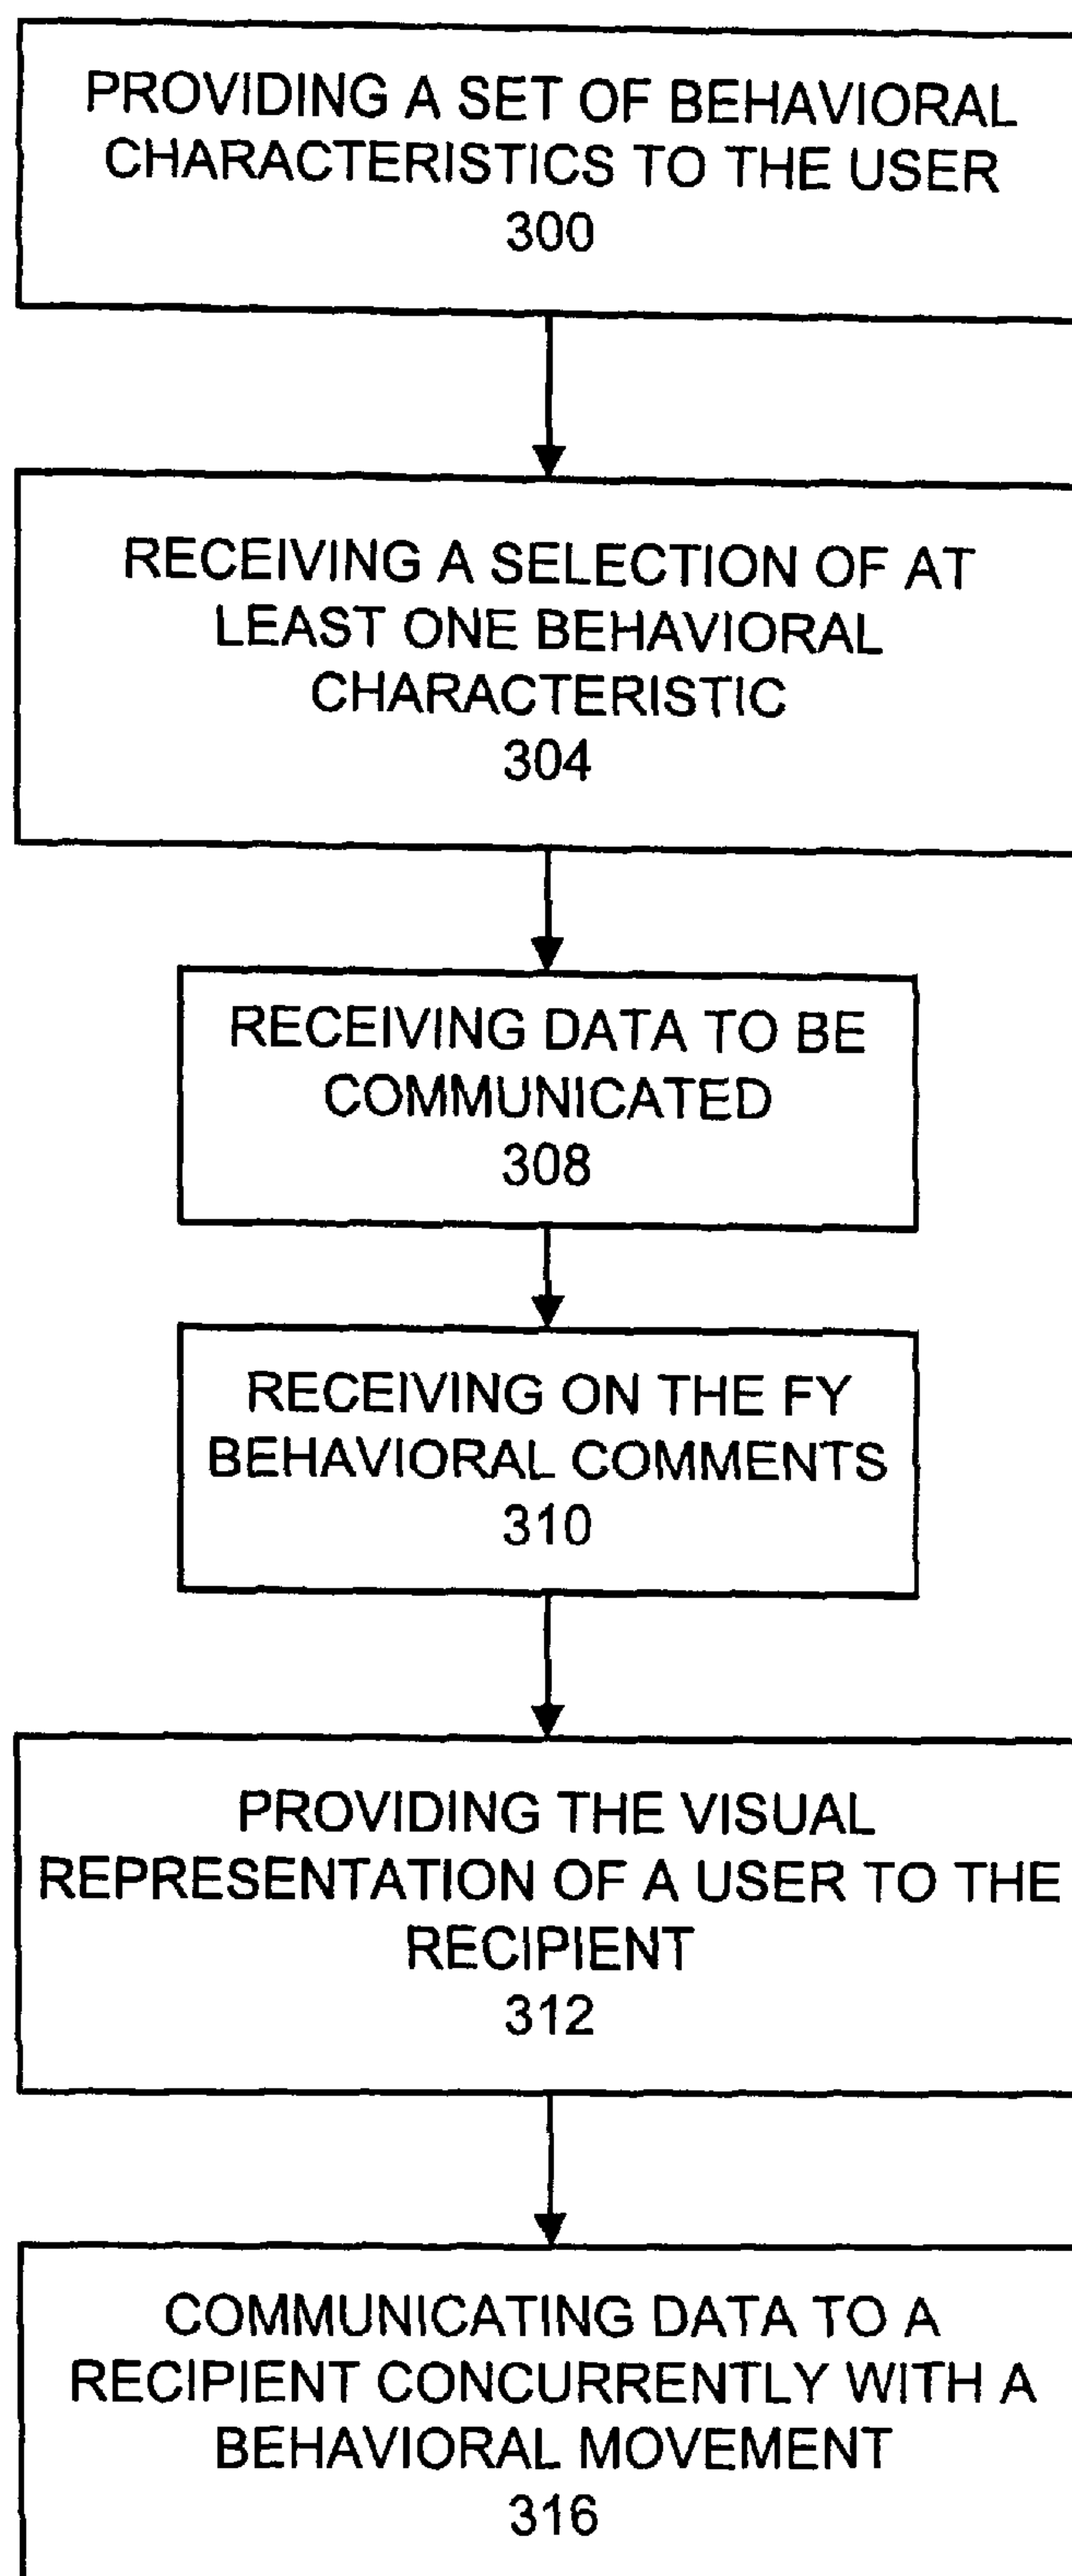 PROVIDING A SET OF BEHAVIORAL
CHARACTERISTICS TO THE USER
300
RECEIVING A SELECTION OF AT
LEAST ONE BEHAVIORAL
CHARACTERISTIC
304
RECEIVING DATA TO BE
COMMUNICATED
308
RECEIVING ON THE FY
BEHAVIORAL COMMENTS
310
PROVIDING THE VISUAL
REPRESENTATION OF A USER TO THE
RECIPIENT
312
COMMUNICATING DATA TO A
RECIPIENT CONCURRENTLY WITH A
BEHAVIORAL MOVEMENT
316